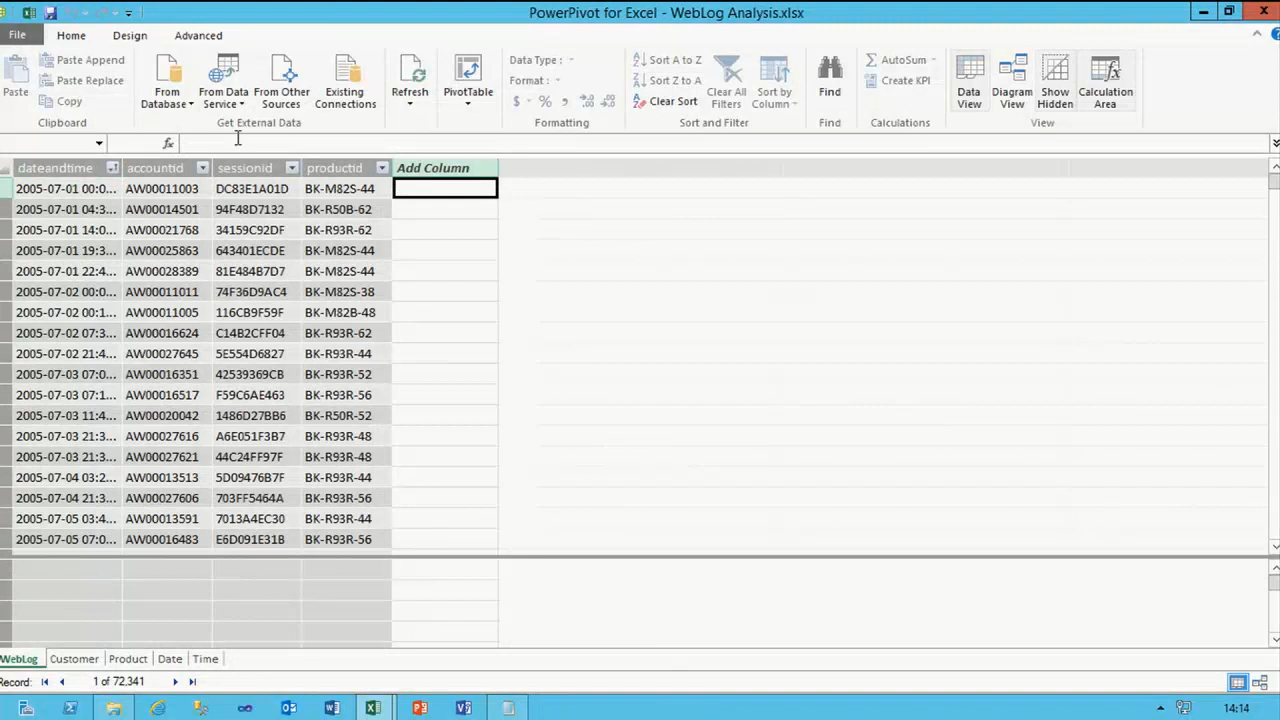 PowerPivot for Excel - WebLog Analysis.xlsx
File Home Design Advanced
Paste
Paste Append
Paste Replace
Copy
Clipboard
From Database
From Data Service
From Other Sources
Existing Connections
Get External Data
Refresh
PivotTable
Data Type :
Format :
$ % ,
Formatting
Sort A to Z
Sort Z to A
Clear Sort
Clear All Filters
Sort by Column
Sort and Filter
Find
Find
AutoSum
Create KPI
Calculations
Data View
Diagram View
Show Hidden
Calculation Area
View
fx
dateandtime accountid sessionid productid Add Column
2005-07-01 00:0... AW00011003 DC83E1A01D BK-M82S-44
2005-07-01 04:3... AW00014501 94F48D7132 BK-R50B-62
2005-07-01 14:0... AW00021768 34159C92DF BK-R93R-62
2005-07-01 19:3... AW00025863 643401ECDE BK-M82S-44
2005-07-01 22:4... AW00028389 81E484B7D7 BK-M82S-44
2005-07-02 00:0... AW00011011 74F36D9AC4 BK-M82S-38
2005-07-02 00:1... AW00011005 116CB9F59F BK-M82B-48
2005-07-02 07:3... AW00016624 C14B2CFF04 BK-R93R-62
2005-07-02 21:4... AW00027645 5E554D6827 BK-R93R-44
2005-07-03 07:0... AW00016351 42539369CB BK-R93R-52
2005-07-03 07:1... AW00016517 F59C6AE463 BK-R93R-56
2005-07-03 11:4... AW00020042 1486D27BB6 BK-R50R-52
2005-07-03 21:3... AW00027616 A6E051F3B7 BK-R93R-48
2005-07-03 21:3... AW00027621 44C24FF97F BK-R93R-48
2005-07-04 03:2... AW00013513 5D09476B7F BK-R93R-44
2005-07-04 21:3... AW00027606 703FF5464A BK-R93R-56
2005-07-05 03:4... AW00013591 7013A4EC30 BK-R93R-44
2005-07-05 07:0... AW00016483 E6D091E31B BK-R93R-56
WebLog Customer Product Date Time
Record: 1 of 72,341
14:14